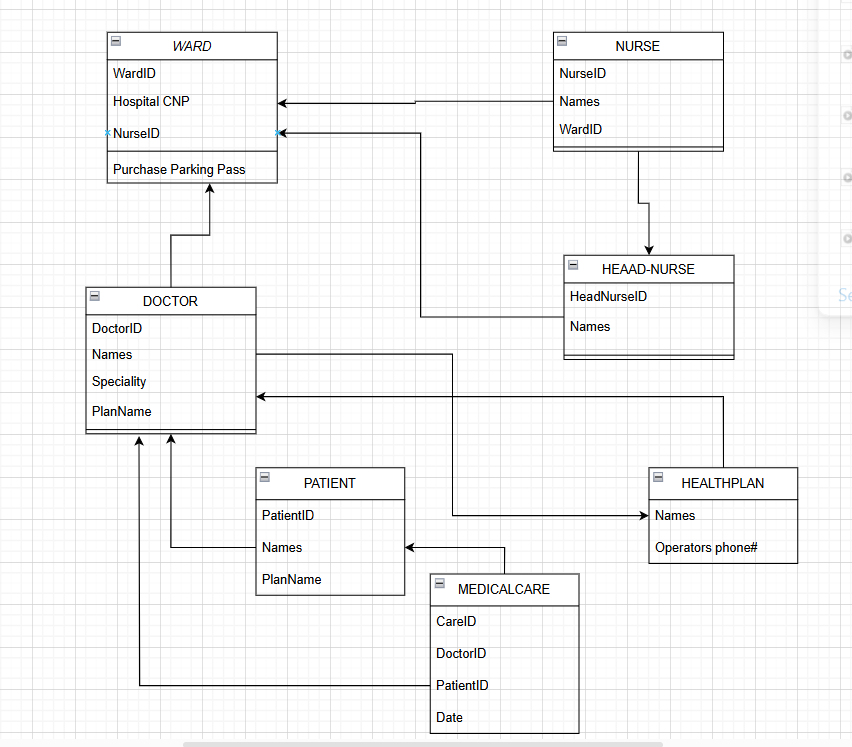 WARD
WardID
Hospital CNP
NurseID
Purchase Parking Pass
NURSE
NurseID
Names
WardID
HEAAD-NURSE
HeadNurseID
Names
DOCTOR
DoctorID
Names
Speciality
PlanName
PATIENT
PatientID
Names
PlanName
HEALTHPLAN
Names
Operators phone#
MEDICALCARE
CareID
DoctorID
PatientID
Date
Se